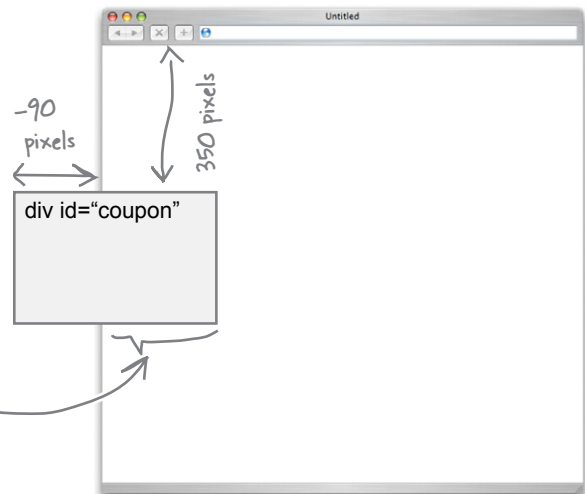 Untitled
-90
pixels
350 pixels
div id=“coupon”